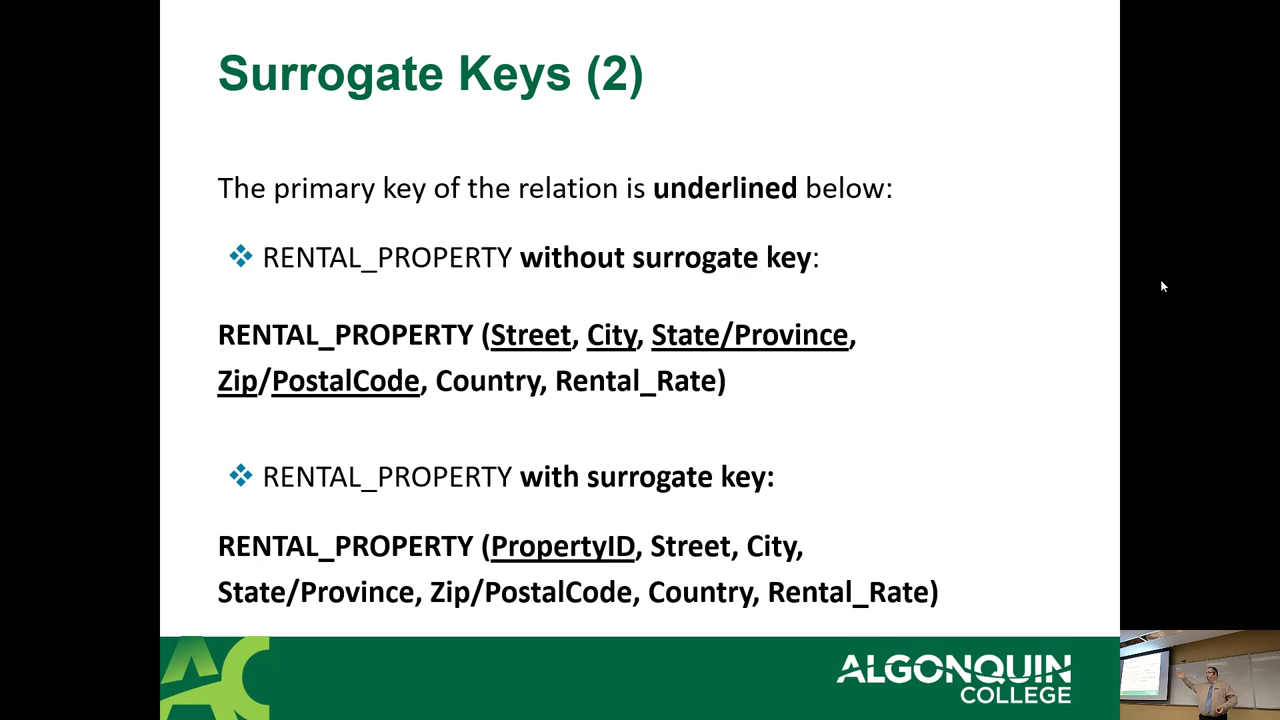 Surrogate Keys (2)
The primary key of the relation is underlined below:
RENTAL_PROPERTY without surrogate key:
RENTAL_PROPERTY (Street, City, State/Province,
Zip/PostalCode, Country, Rental_Rate)
RENTAL_PROPERTY with surrogate key:
RENTAL_PROPERTY (PropertyID, Street, City,
State/Province, Zip/PostalCode, Country, Rental_Rate)
AC
ALGONQUIN
COLLEGE